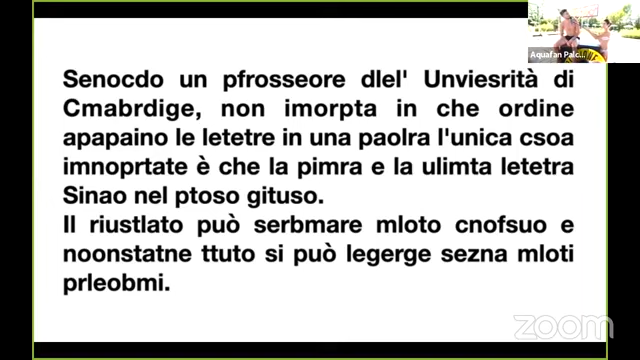 Aquafan Palc...
Senocdo un pfrosseore dlel' Unviesrità di
Cmabrdige, non imorpta in che ordine
apapaino le letetre in una paolra l'unica csoa
imnoprtate è che la pimra e la ulimta letetra
Sinao nel ptoso gituso.
Il riustlato può serbmare mloto cnofsuo e
noonstatne ttuto si può legerge sezna mloti
prleobmi.
zoom